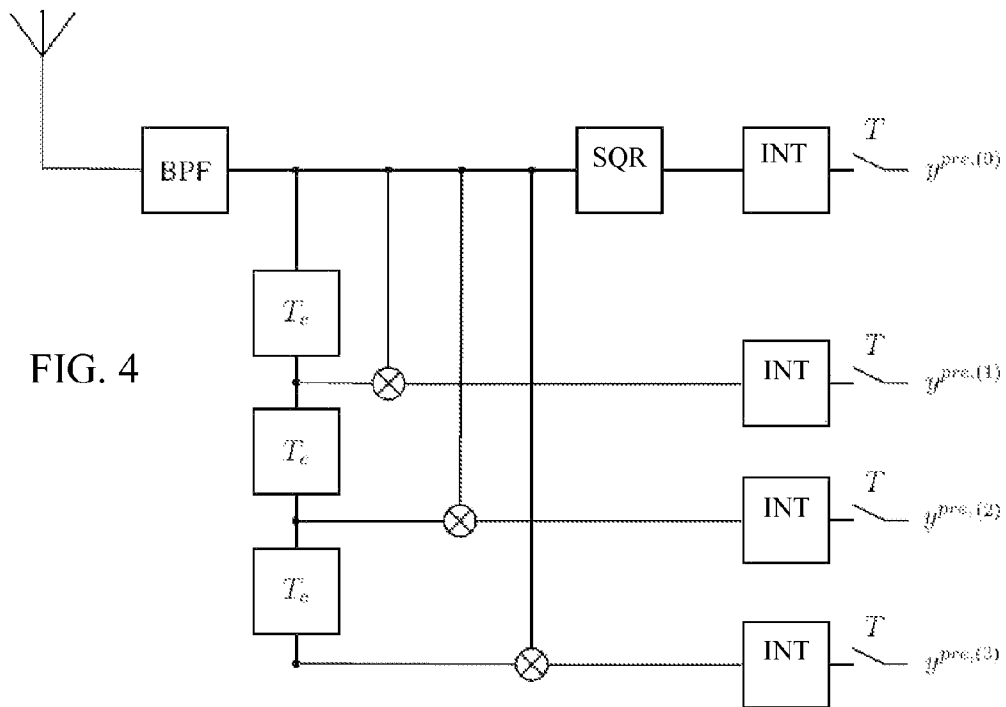 T
BPF
SQR
INT
y^{pre,(0)}
T_c
T
FIG. 4
INT
y^{pre,(1)}
T_c
T
INT
y^{pre,(2)}
T_c
T
INT
y^{pre,(3)}